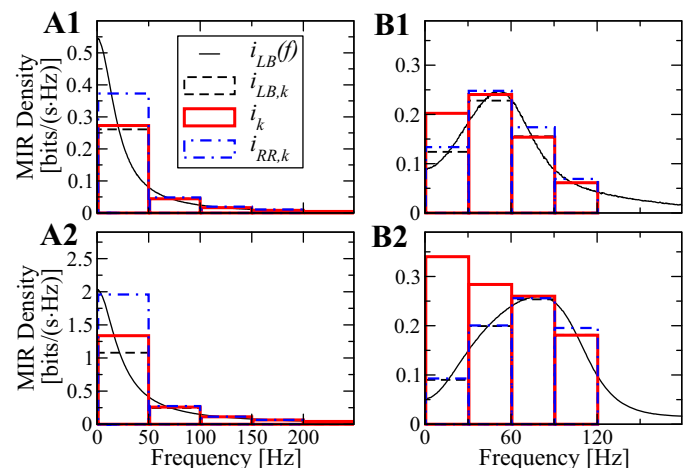 A1
B1
MIR Density
[bits/(s·Hz)]
0.6
0.5
0.4
0.3
0.2
0.1
0
i_LB(f)
i_LB,k
i_k
i_RR,k
0.3
0.2
0.1
0
A2
B2
MIR Density
[bits/(s·Hz)]
2.5
2
1.5
1
0.5
0
0 50 100 150 200
Frequency [Hz]
0.3
0.2
0.1
0
0 60 120
Frequency [Hz]